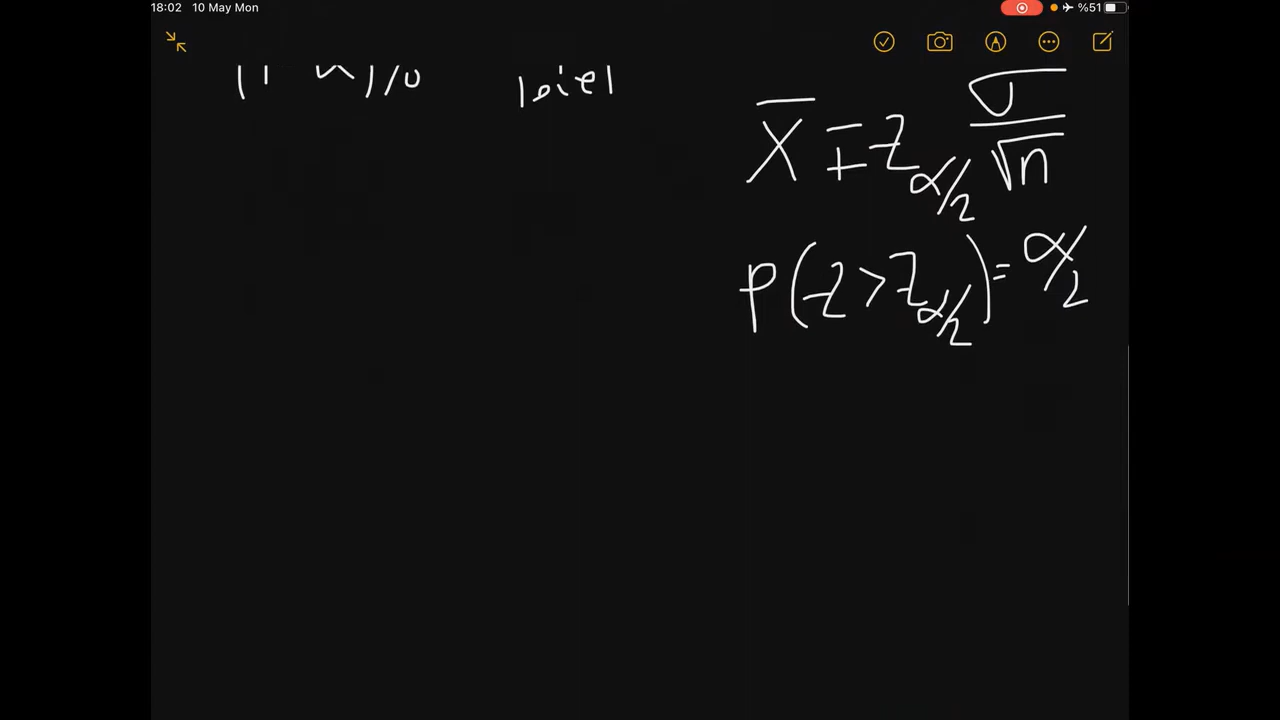 18:02 10 May Mon %51
X̄ ∓ Z_{α/2} σ/√n
P(Z > Z_{α/2}) = α/2